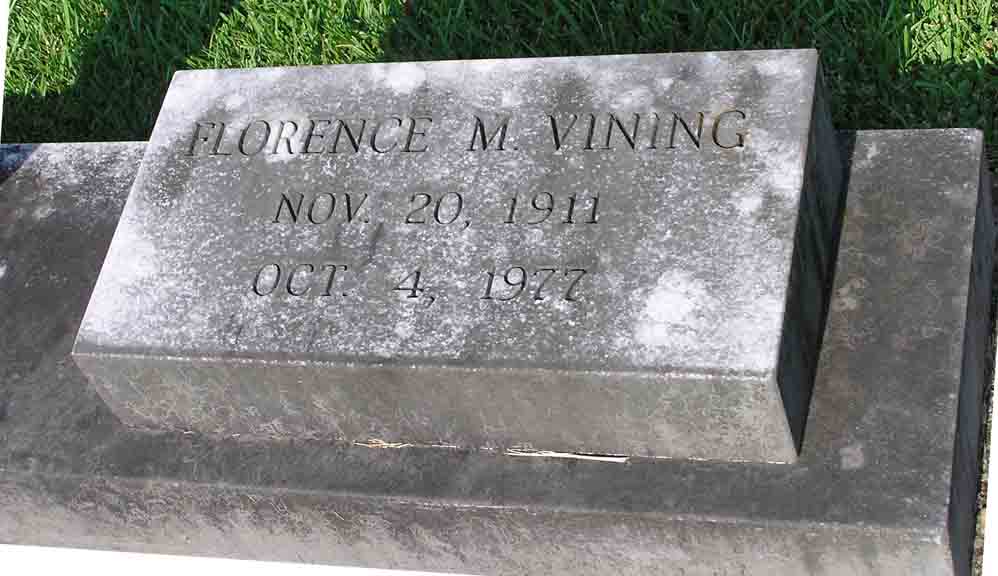 FLORENCE M. VINING
NOV. 20, 1911
OCT. 4, 1977